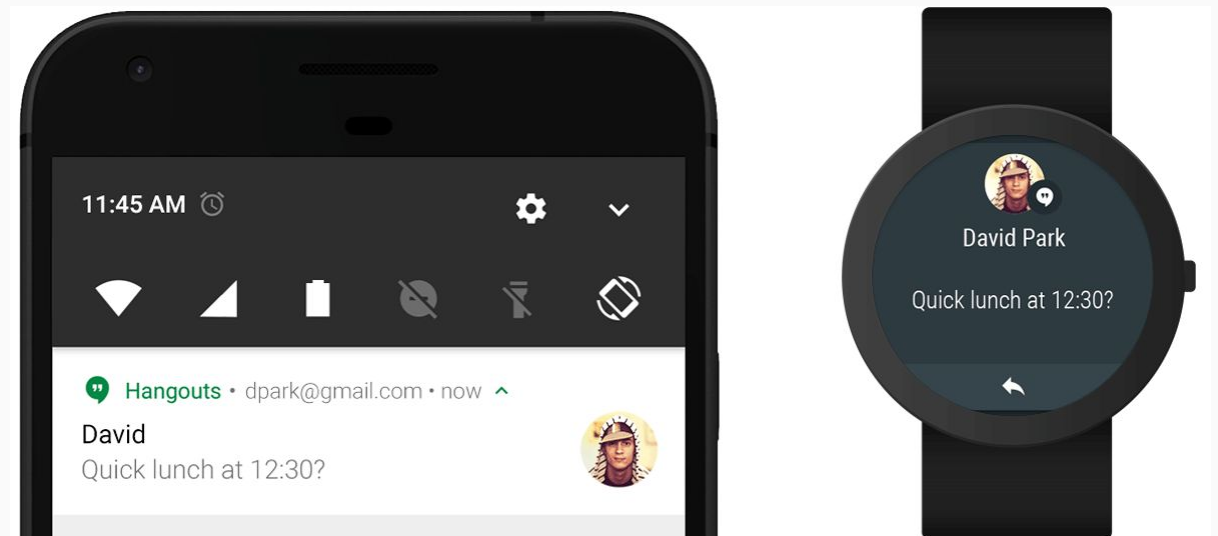 11:45 AM
Hangouts • dpark@gmail.com • now
David
Quick lunch at 12:30?
David Park
Quick lunch at 12:30?